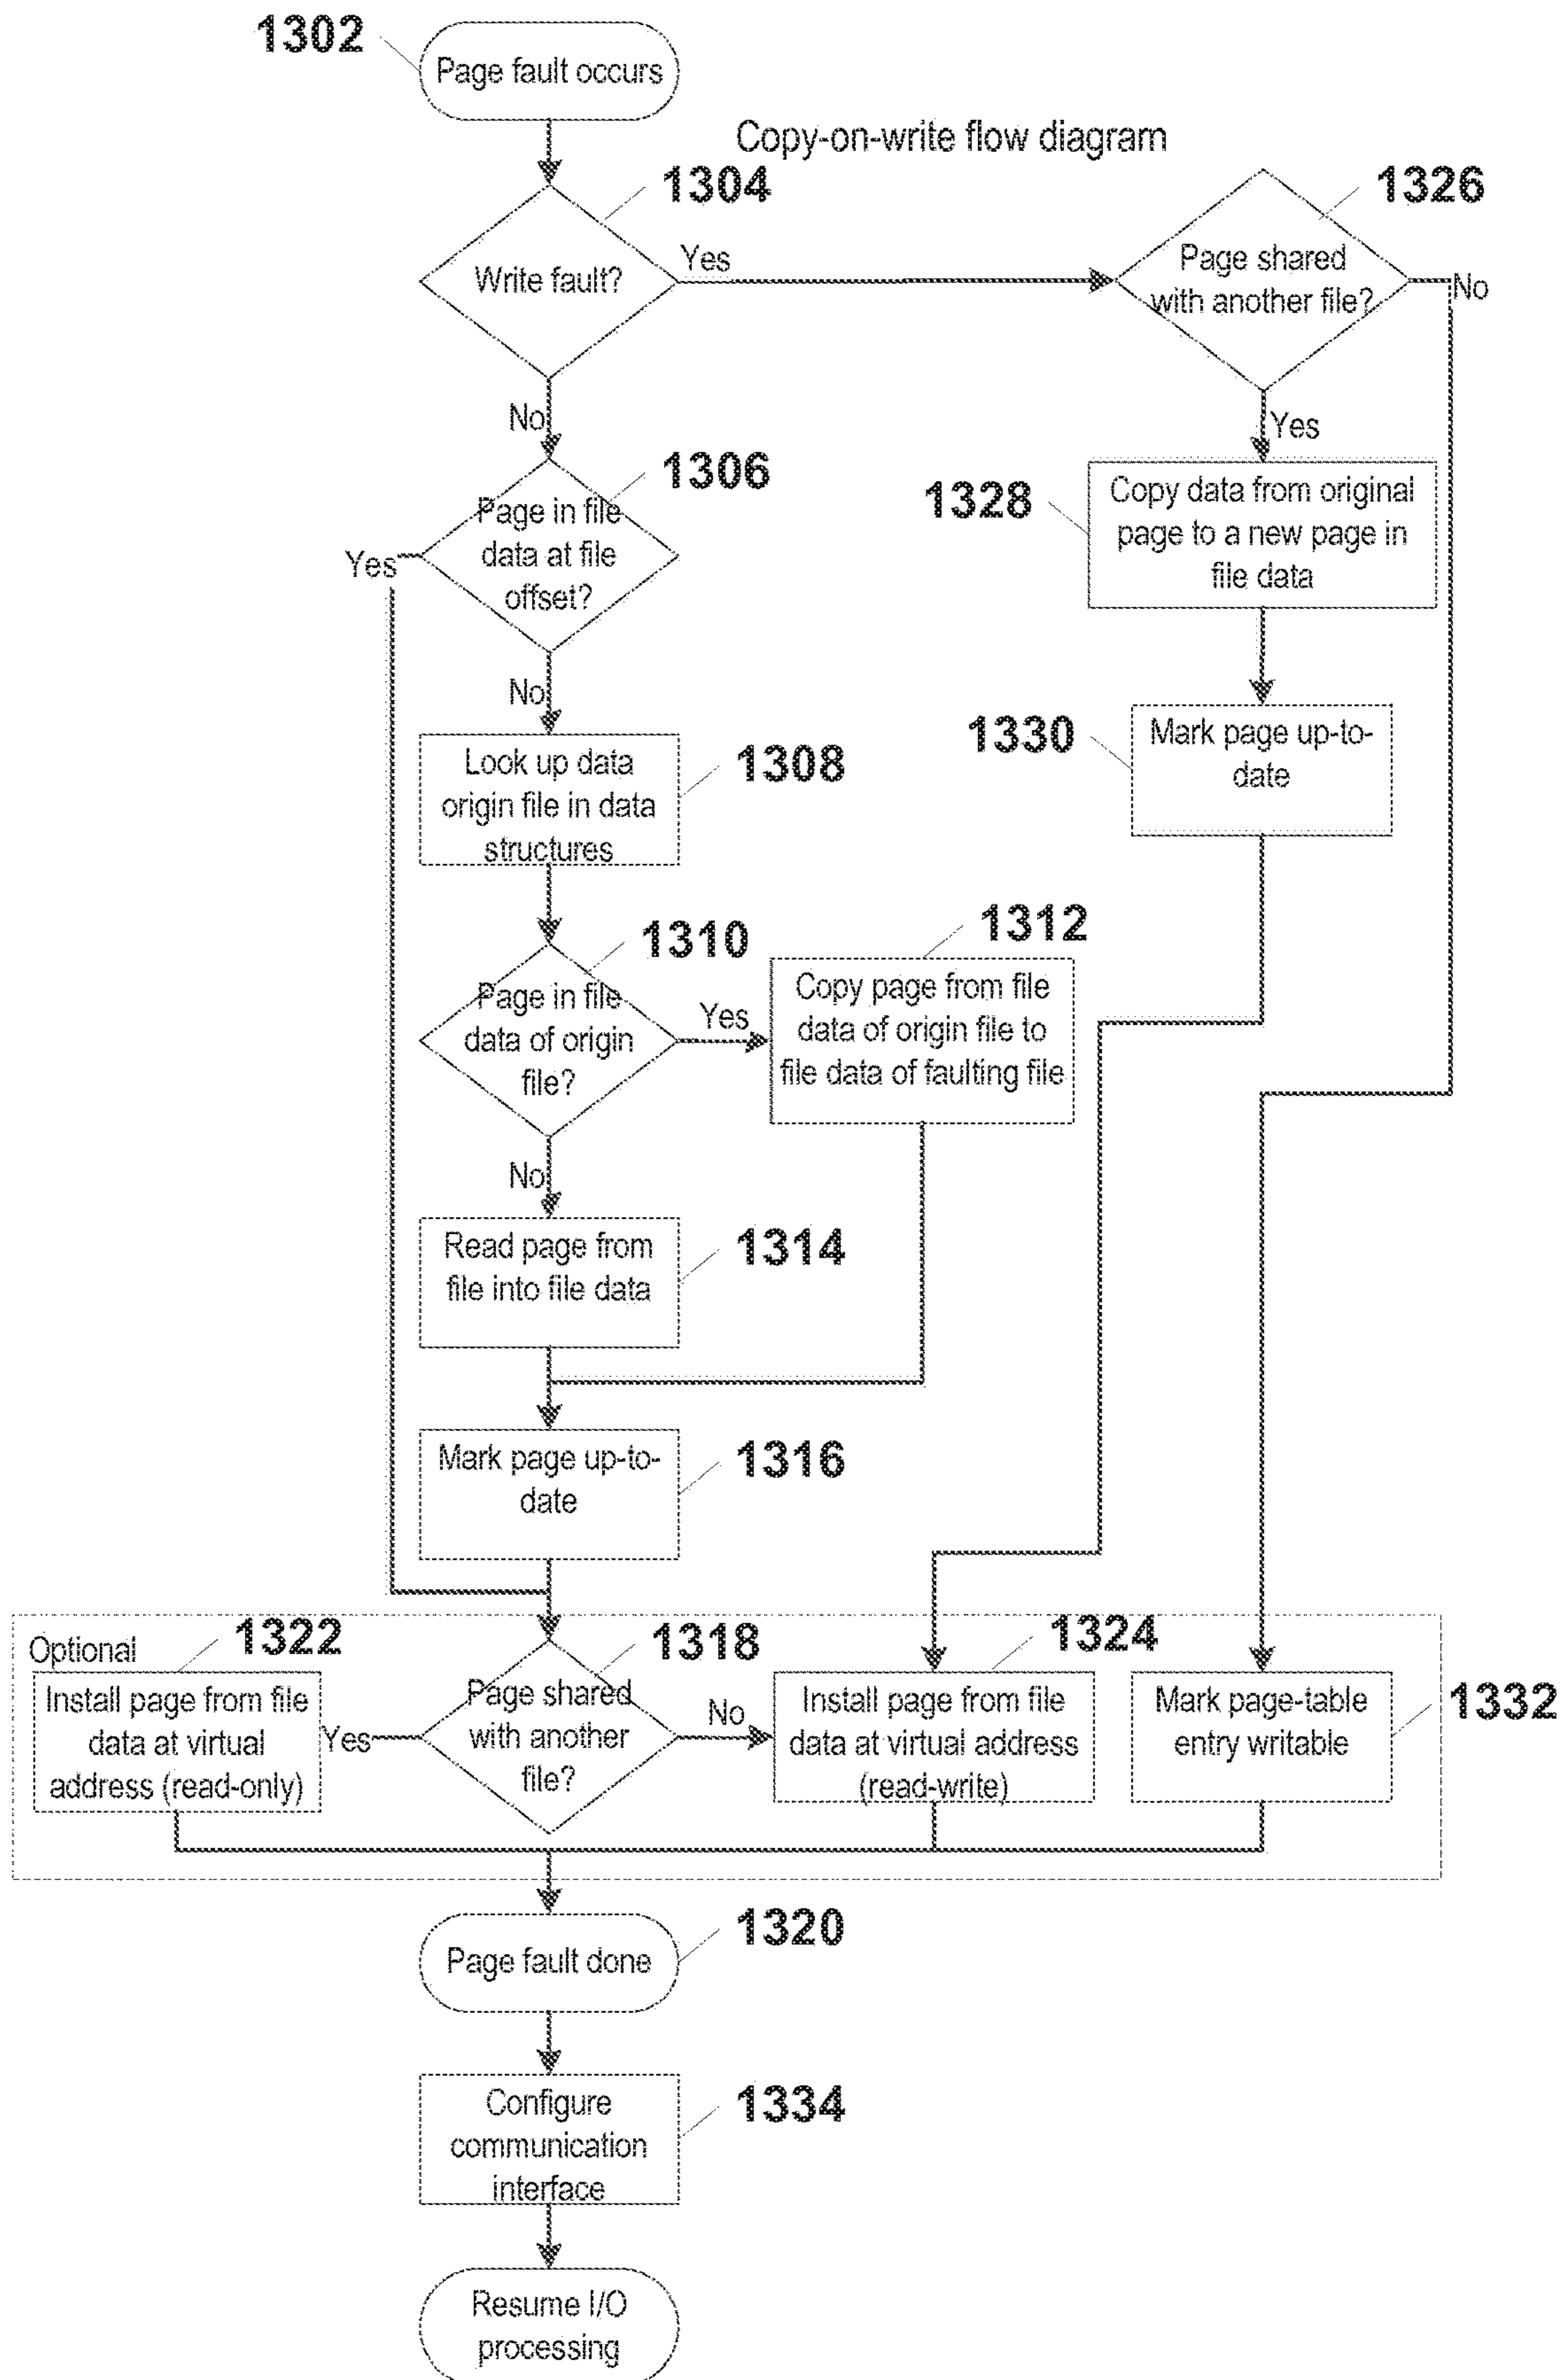 1302
Page fault occurs
Copy-on-write flow diagram
1304
1326
Write fault?
Yes
Page shared
with another file?
No
No
Yes
1306
Page in file
data at file
offset?
Yes
1328
Copy data from original
page to a new page in
file data
No
1308
Look up data
origin file in data
structures
1330
Mark page up-to-
date
1310
Page in file
data of origin
file?
Yes
1312
Copy page from file
data of origin file to
file data of faulting file
No
1314
Read page from
file into file data
1316
Mark page up-to-
date
Optional
1322
Install page from file
data at virtual
address (read-only)
Yes
1318
Page shared
with another
file?
No
1324
Install page from file
data at virtual address
(read-write)
Mark page-table
entry writable
1332
1320
Page fault done
Configure
communication
interface
1334
Resume I/O
processing